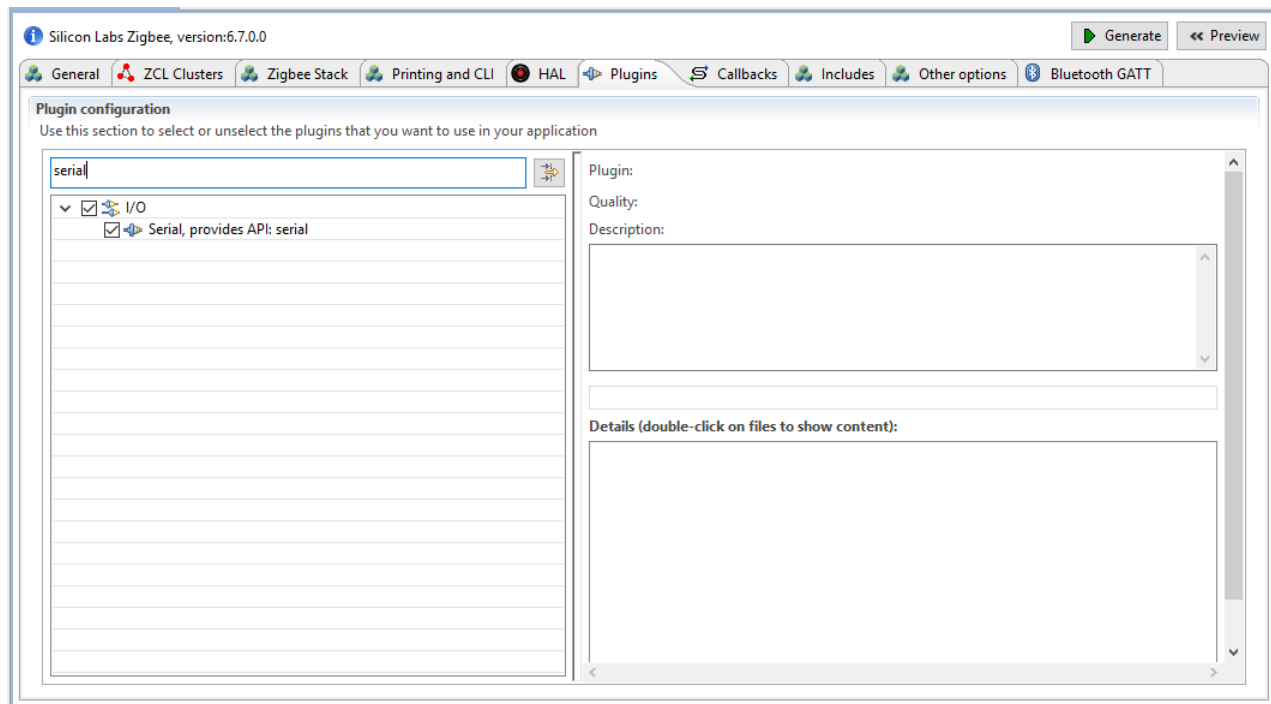 Silicon Labs Zigbee, version:6.7.0.0
Generate
Preview
General
ZCL Clusters
Zigbee Stack
Printing and CLI
HAL
Plugins
Callbacks
Includes
Other options
Bluetooth GATT
Plugin configuration
Use this section to select or unselect the plugins that you want to use in your application
serial
I/O
Serial, provides API: serial
Plugin:
Quality:
Description:
Details (double-click on files to show content):